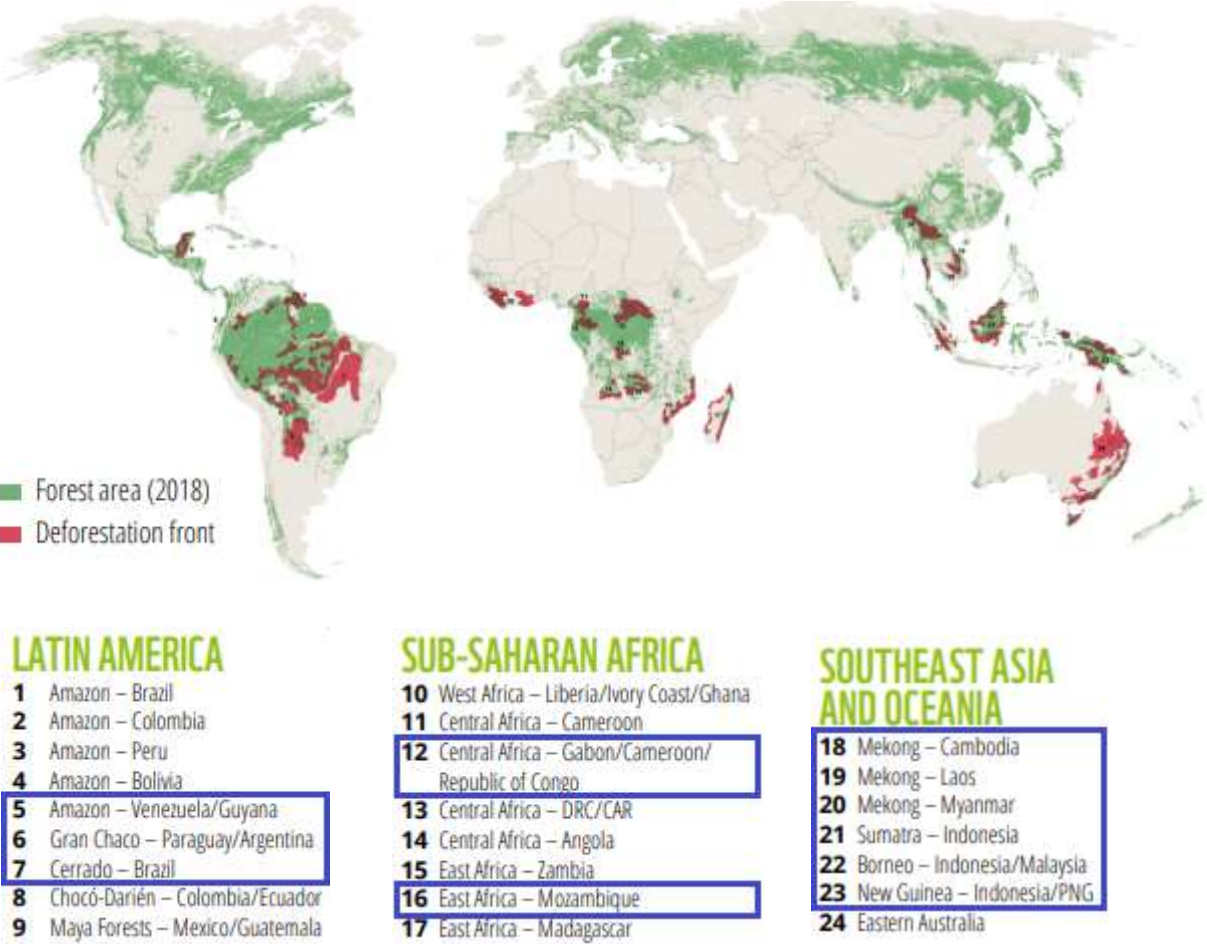 Forest area (2018)
Deforestation front
LATIN AMERICA
1 Amazon – Brazil
2 Amazon – Colombia
3 Amazon – Peru
4 Amazon – Bolivia
5 Amazon – Venezuela/Guyana
6 Gran Chaco – Paraguay/Argentina
7 Cerrado – Brazil
8 Chocó-Darién – Colombia/Ecuador
9 Maya Forests – Mexico/Guatemala
SUB-SAHARAN AFRICA
10 West Africa – Liberia/Ivory Coast/Ghana
11 Central Africa – Cameroon
12 Central Africa – Gabon/Cameroon/
Republic of Congo
13 Central Africa – DRC/CAR
14 Central Africa – Angola
15 East Africa – Zambia
16 East Africa – Mozambique
17 East Africa – Madagascar
SOUTHEAST ASIA
AND OCEANIA
18 Mekong – Cambodia
19 Mekong – Laos
20 Mekong – Myanmar
21 Sumatra – Indonesia
22 Borneo – Indonesia/Malaysia
23 New Guinea – Indonesia/PNG
24 Eastern Australia